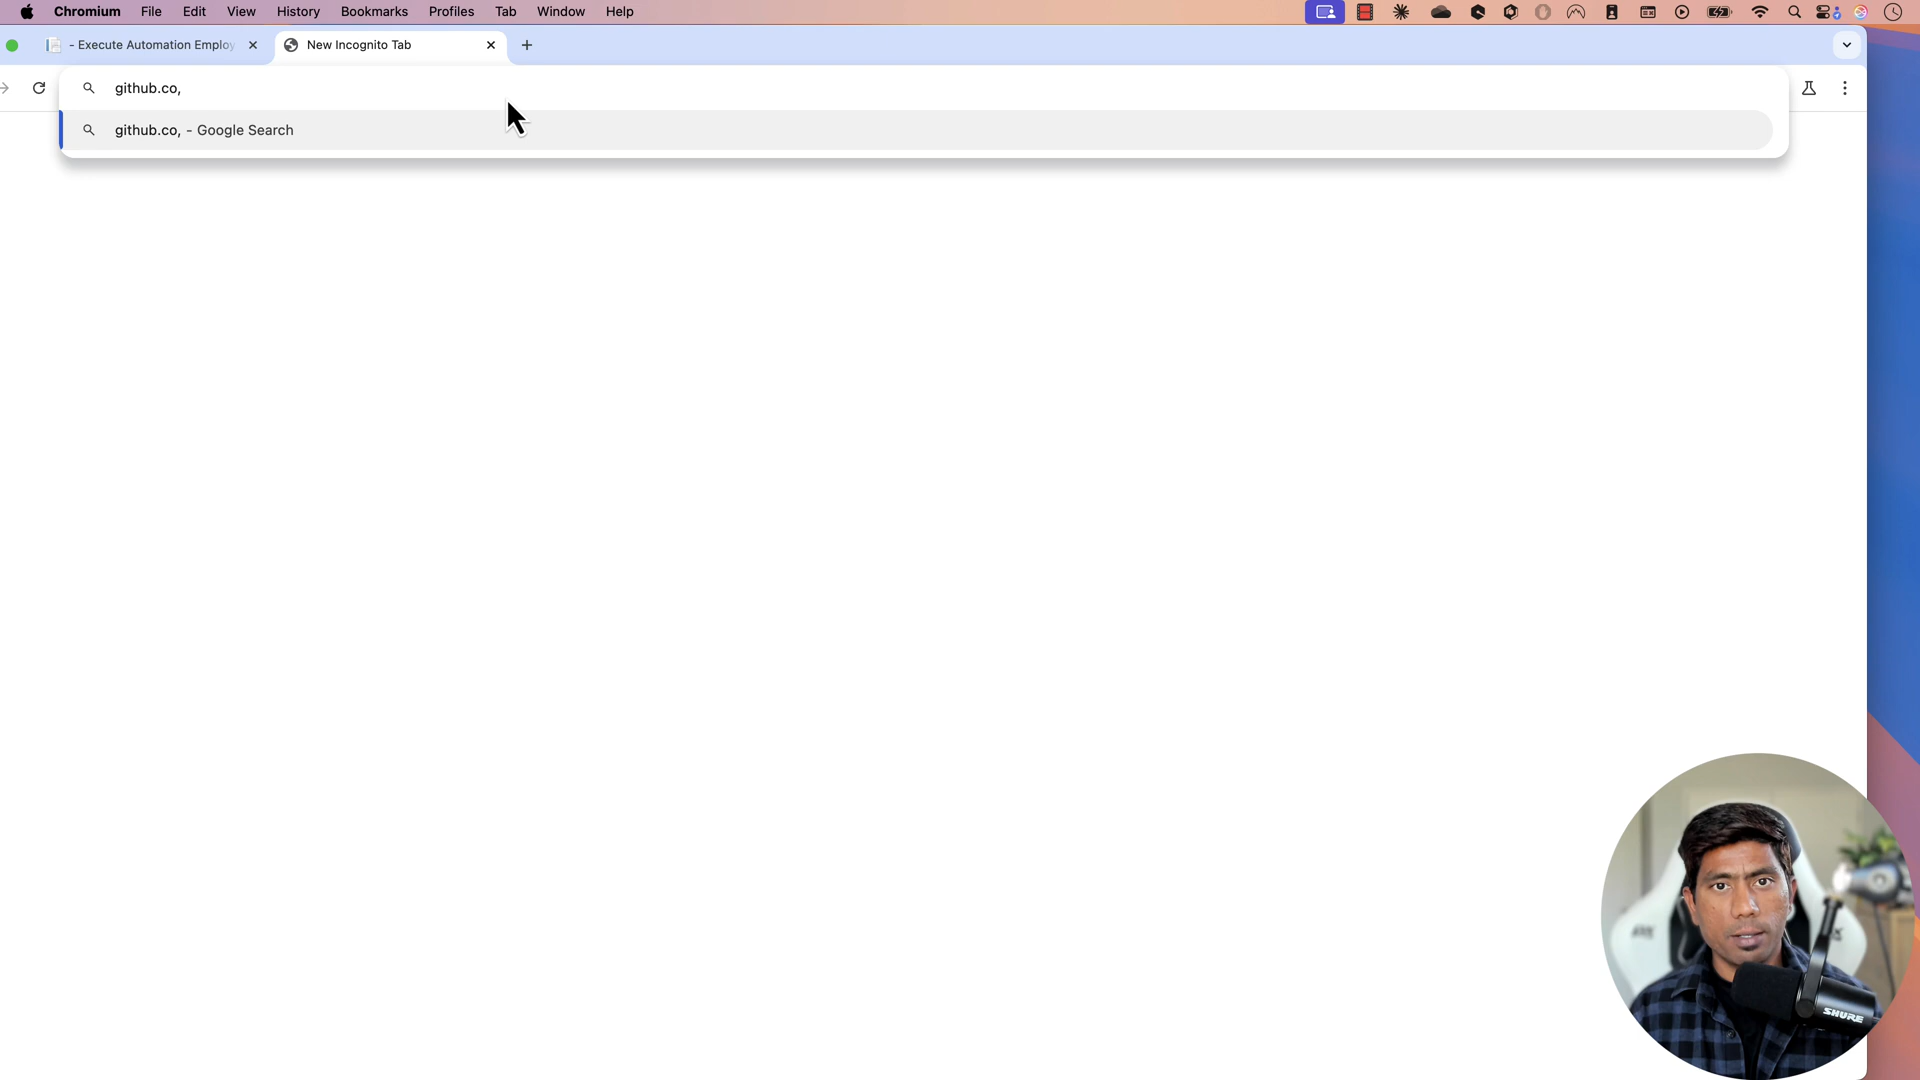 Chromium File Edit View History Bookmarks Profiles Tab Window Help
- Execute Automation Employ
New Incognito Tab
github.co,
github.co, - Google Search
SHURE